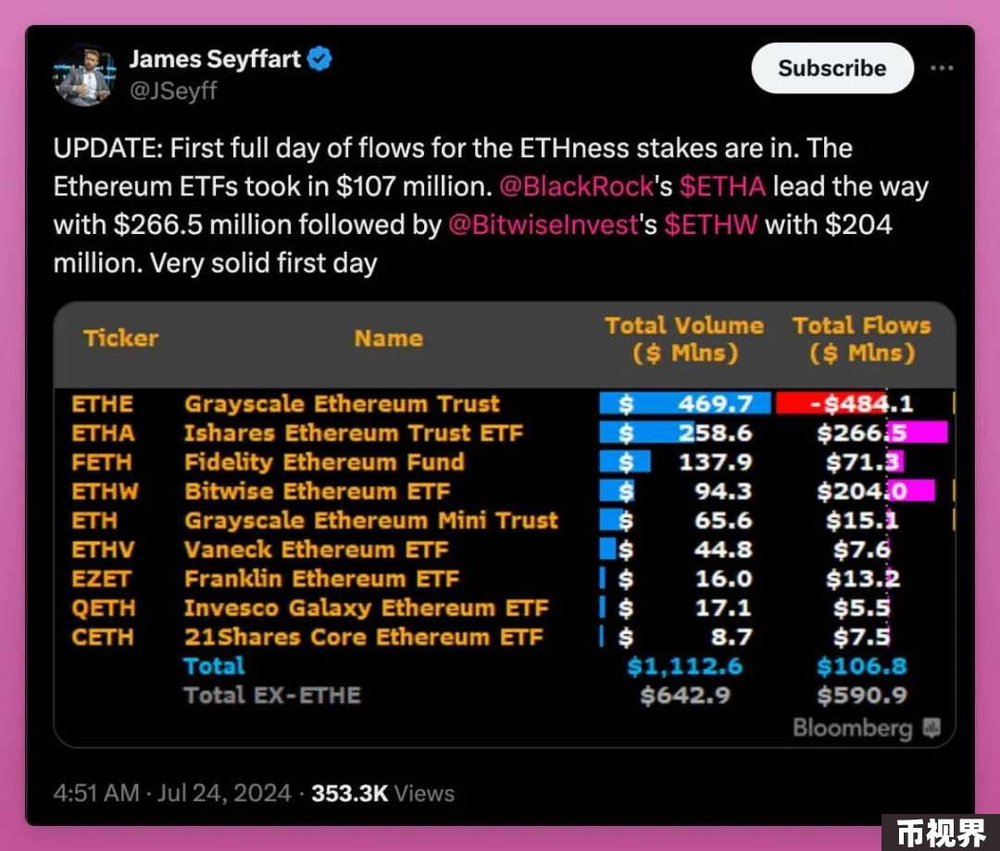 James Seyffart
@JSeyff
Subscribe
UPDATE: First full day of flows for the ETHness stakes are in. The
Ethereum ETFs took in $107 million. @BlackRock's $ETHA lead the way
with $266.5 million followed by @BitwiseInvest's $ETHW with $204
million. Very solid first day
Ticker Name Total Volume ($ Mlns) Total Flows ($ Mlns)
ETHE Grayscale Ethereum Trust $ 469.7 -$484.1
ETHA Ishares Ethereum Trust ETF $ 258.6 $266.5
FETH Fidelity Ethereum Fund $ 137.9 $71.3
ETHW Bitwise Ethereum ETF $ 94.3 $204.0
ETH Grayscale Ethereum Mini Trust $ 65.6 $15.1
ETHV Vaneck Ethereum ETF $ 44.8 $7.6
EZET Franklin Ethereum ETF $ 16.0 $13.2
QETH Invesco Galaxy Ethereum ETF $ 17.1 $5.5
CETH 21Shares Core Ethereum ETF $ 8.7 $7.5
Total $1,112.6 $106.8
Total EX-ETHE $642.9 $590.9
Bloomberg
4:51 AM · Jul 24, 2024 · 353.3K Views
币视界